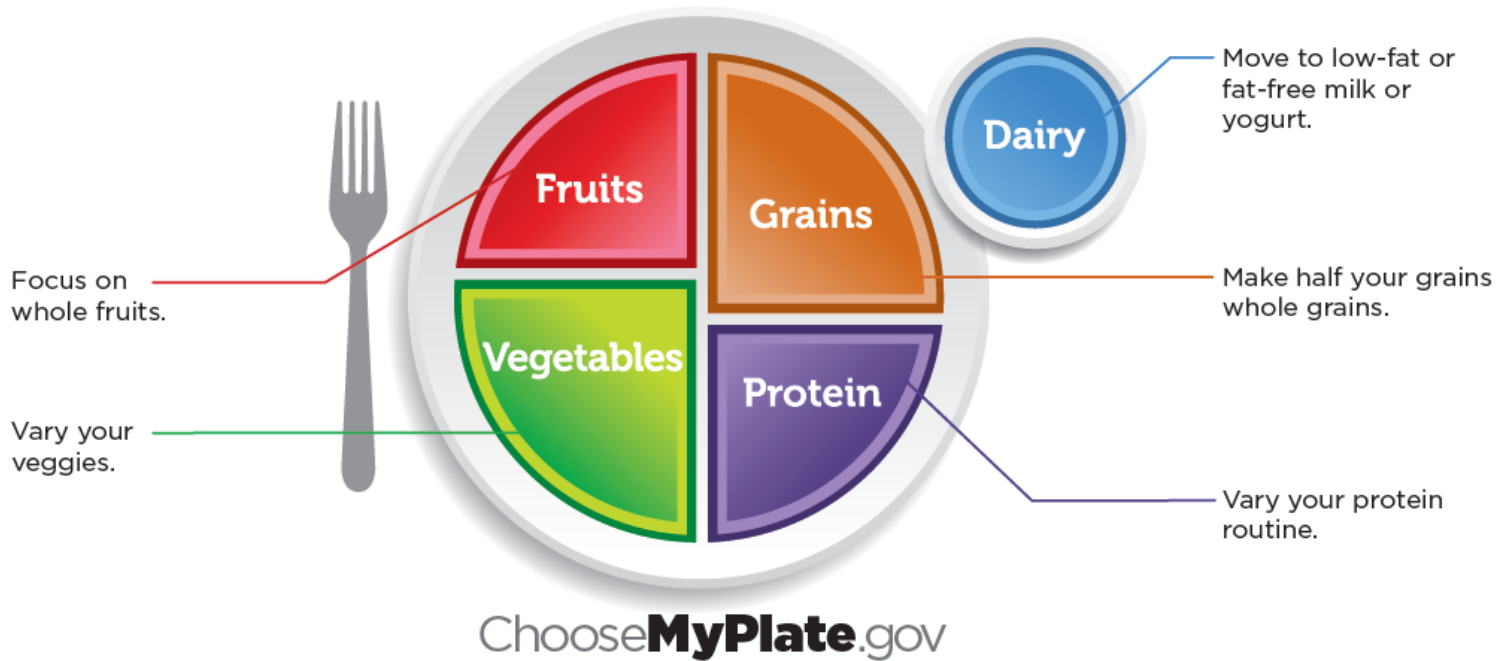 Move to low-fat or
fat-free milk or
yogurt.
Dairy
Fruits
Grains
Focus on
whole fruits.
Make half your grains
whole grains.
Vegetables
Protein
Vary your
veggies.
Vary your protein
routine.
ChooseMyPlate.gov